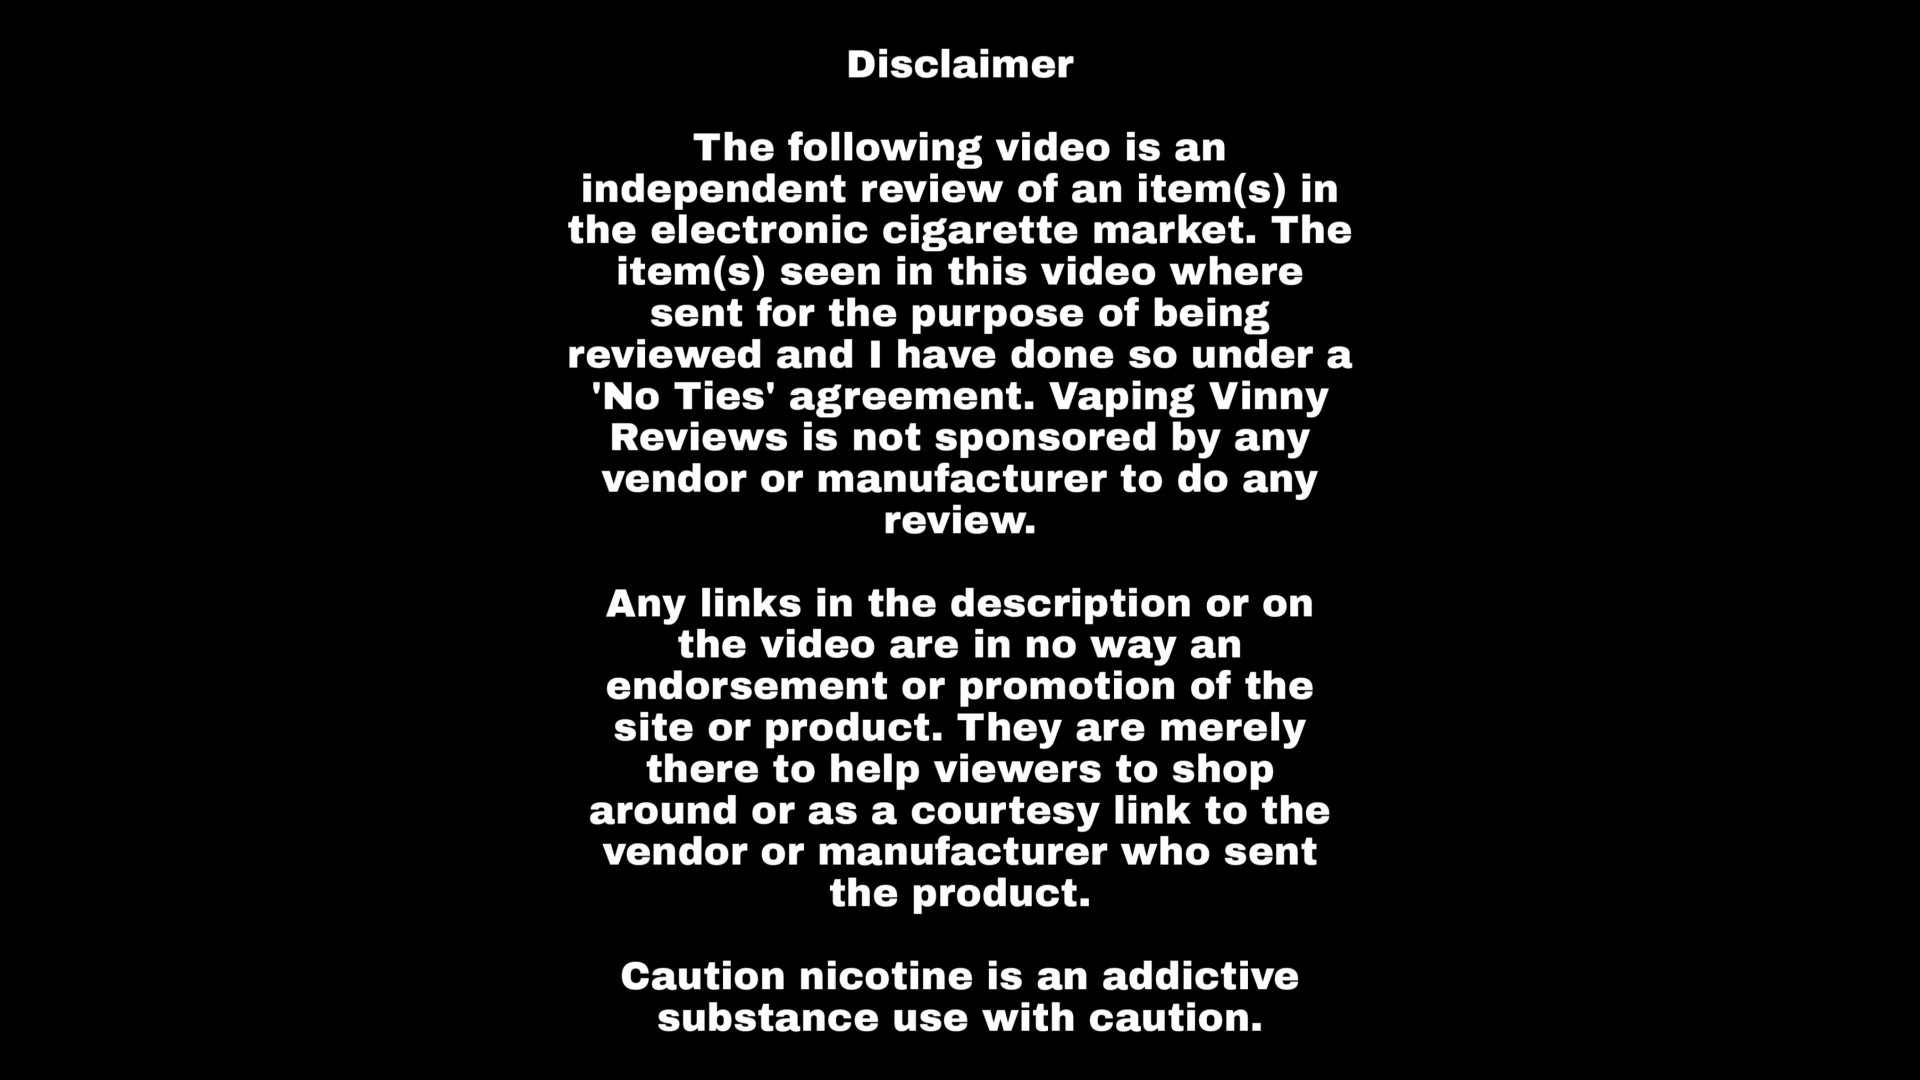 Disclaimer
The following video is an
independent review of an item(s) in
the electronic cigarette market. The
item(s) seen in this video where
sent for the purpose of being
reviewed and I have done so under a
'No Ties' agreement. Vaping Vinny
Reviews is not sponsored by any
vendor or manufacturer to do any
review.
Any links in the description or on
the video are in no way an
endorsement or promotion of the
site or product. They are merely
there to help viewers to shop
around or as a courtesy link to the
vendor or manufacturer who sent
the product.
Caution nicotine is an addictive
substance use with caution.